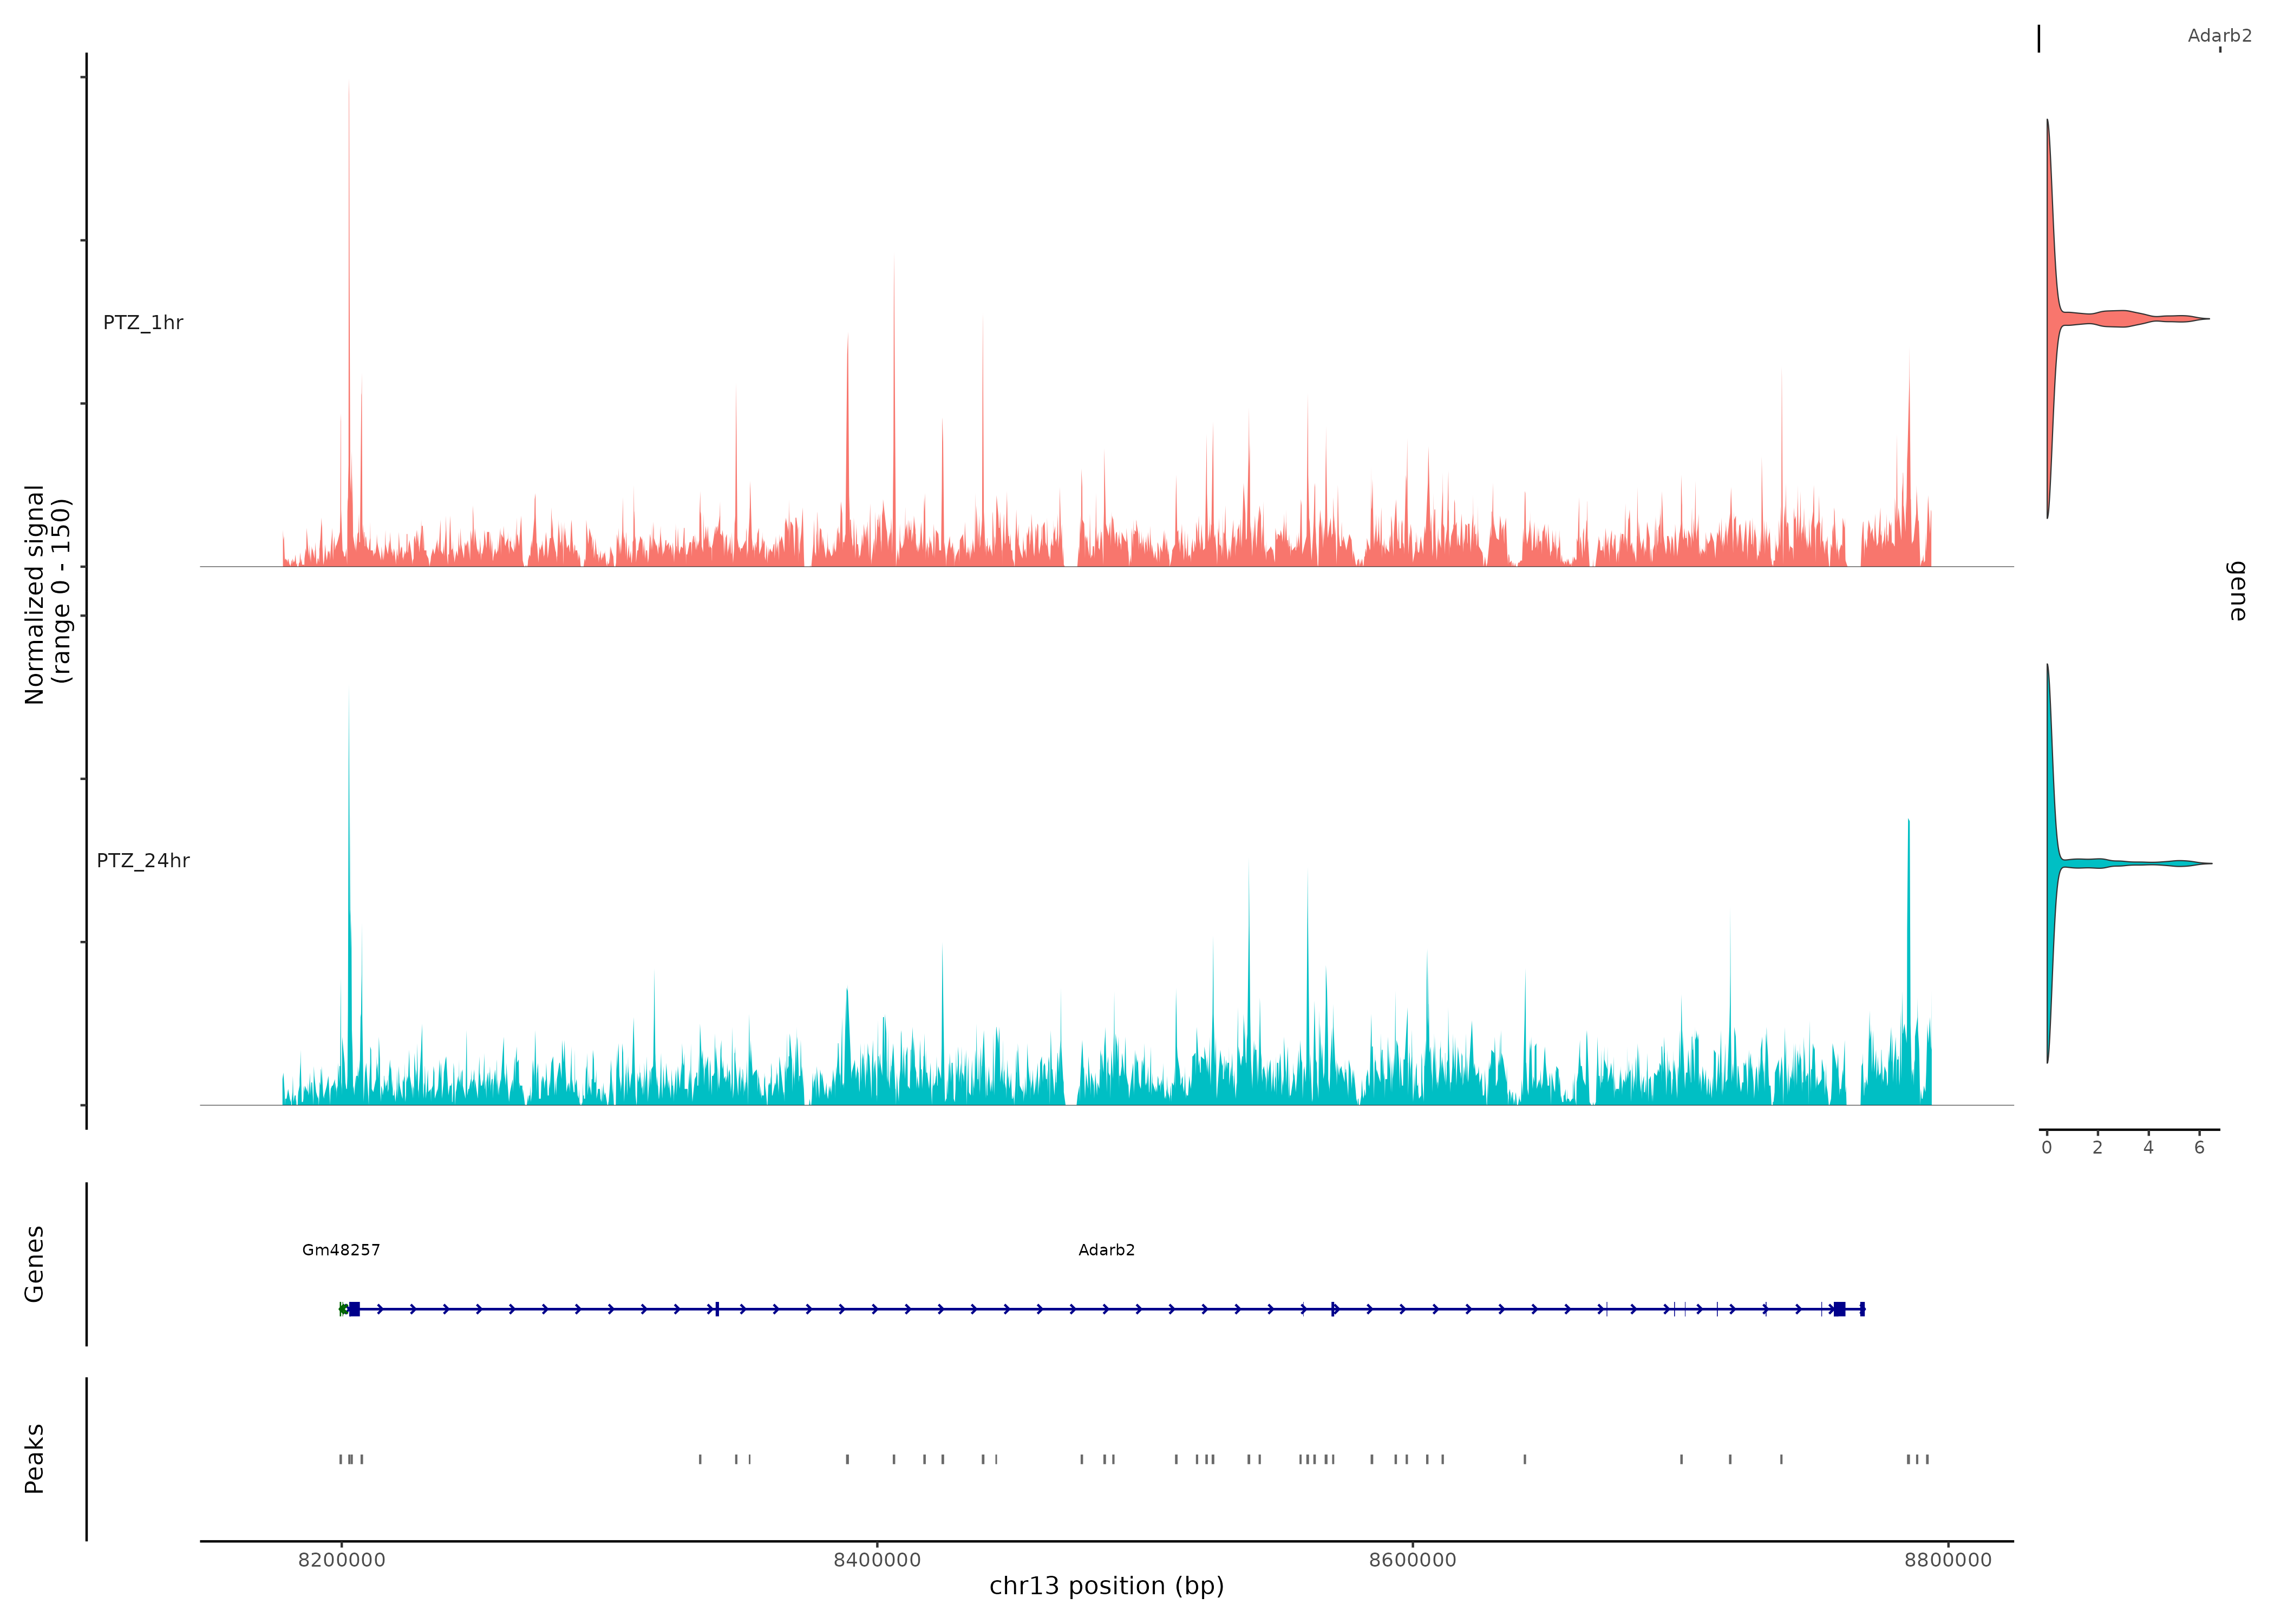 Adarb2
Normalized signal
(range 0 - 150)
PTZ_1hr
PTZ_24hr
gene
0 2 4 6
Genes
Gm48257
Adarb2
Peaks
8200000 8400000 8600000 8800000
chr13 position (bp)